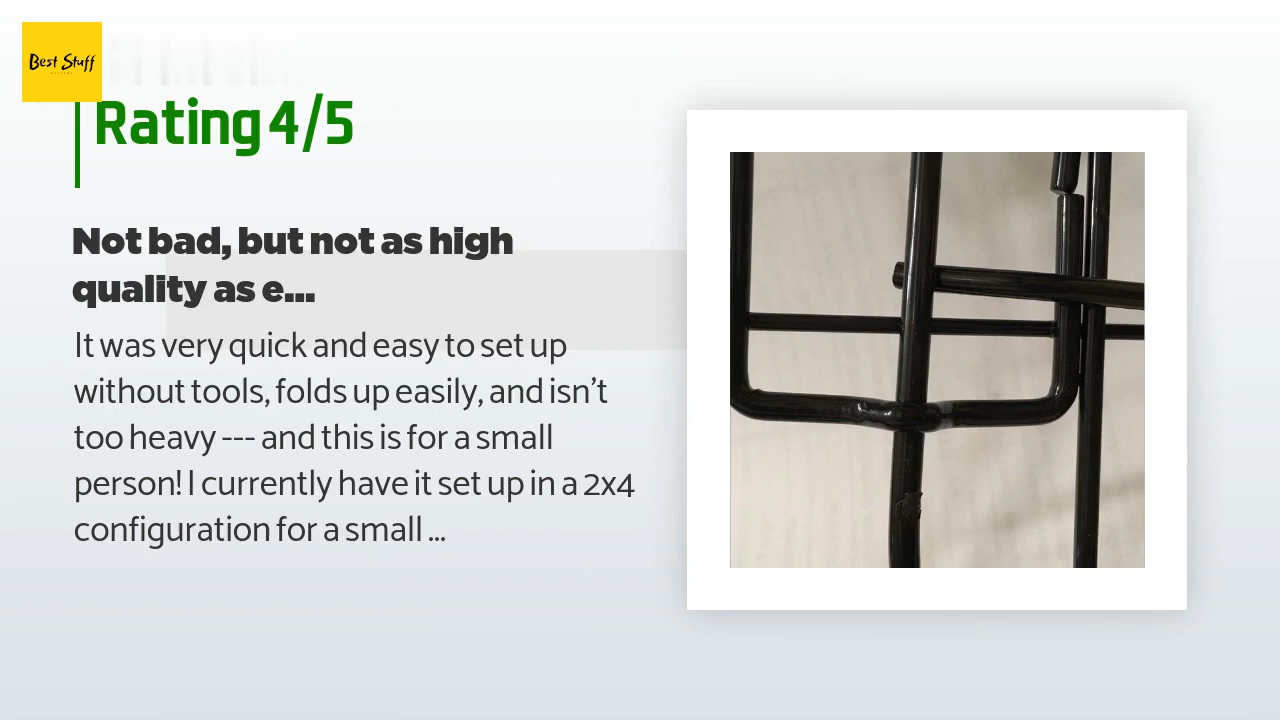 Best Stuff
Rating 4/5
Not bad, but not as high
quality as e...
It was very quick and easy to set up
without tools, folds up easily, and isn’t
too heavy --- and this is for a small
person! I currently have it set up in a 2x4
configuration for a small ...